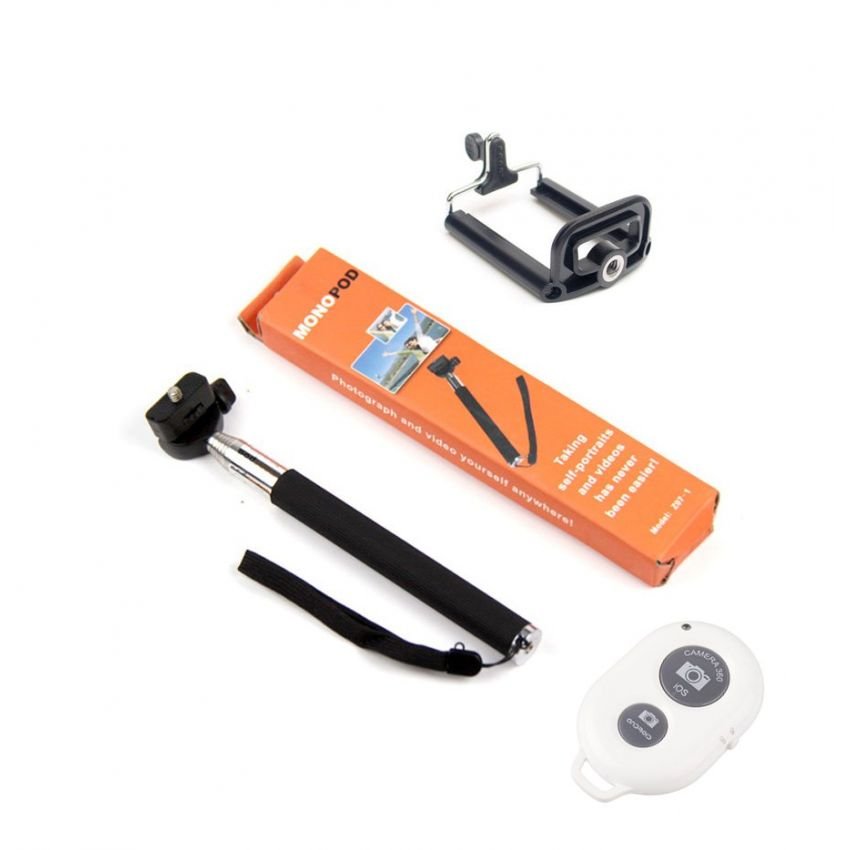 MONOPOD
Photograph and video yourself anywhere!
Taking
self-portraits
and videos
has never
been easier!
Model: Z07-1
CAMERA 360
iOS